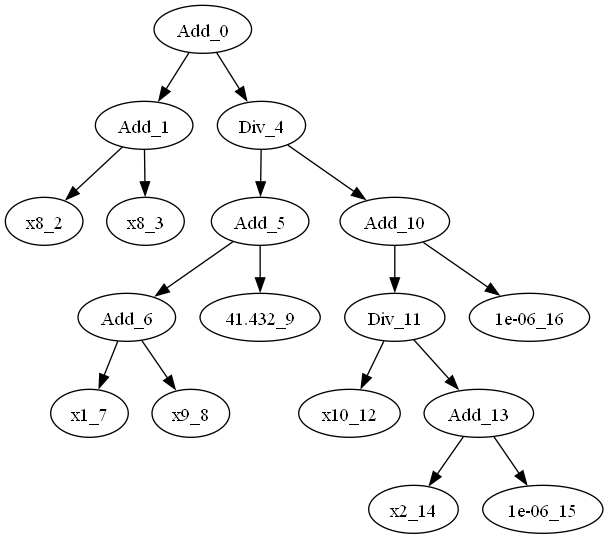 Add_0
Add_1
Div_4
x8_2
x8_3
Add_5
Add_10
Add_6
41.432_9
Div_11
1e-06_16
x1_7
x9_8
x10_12
Add_13
x2_14
1e-06_15